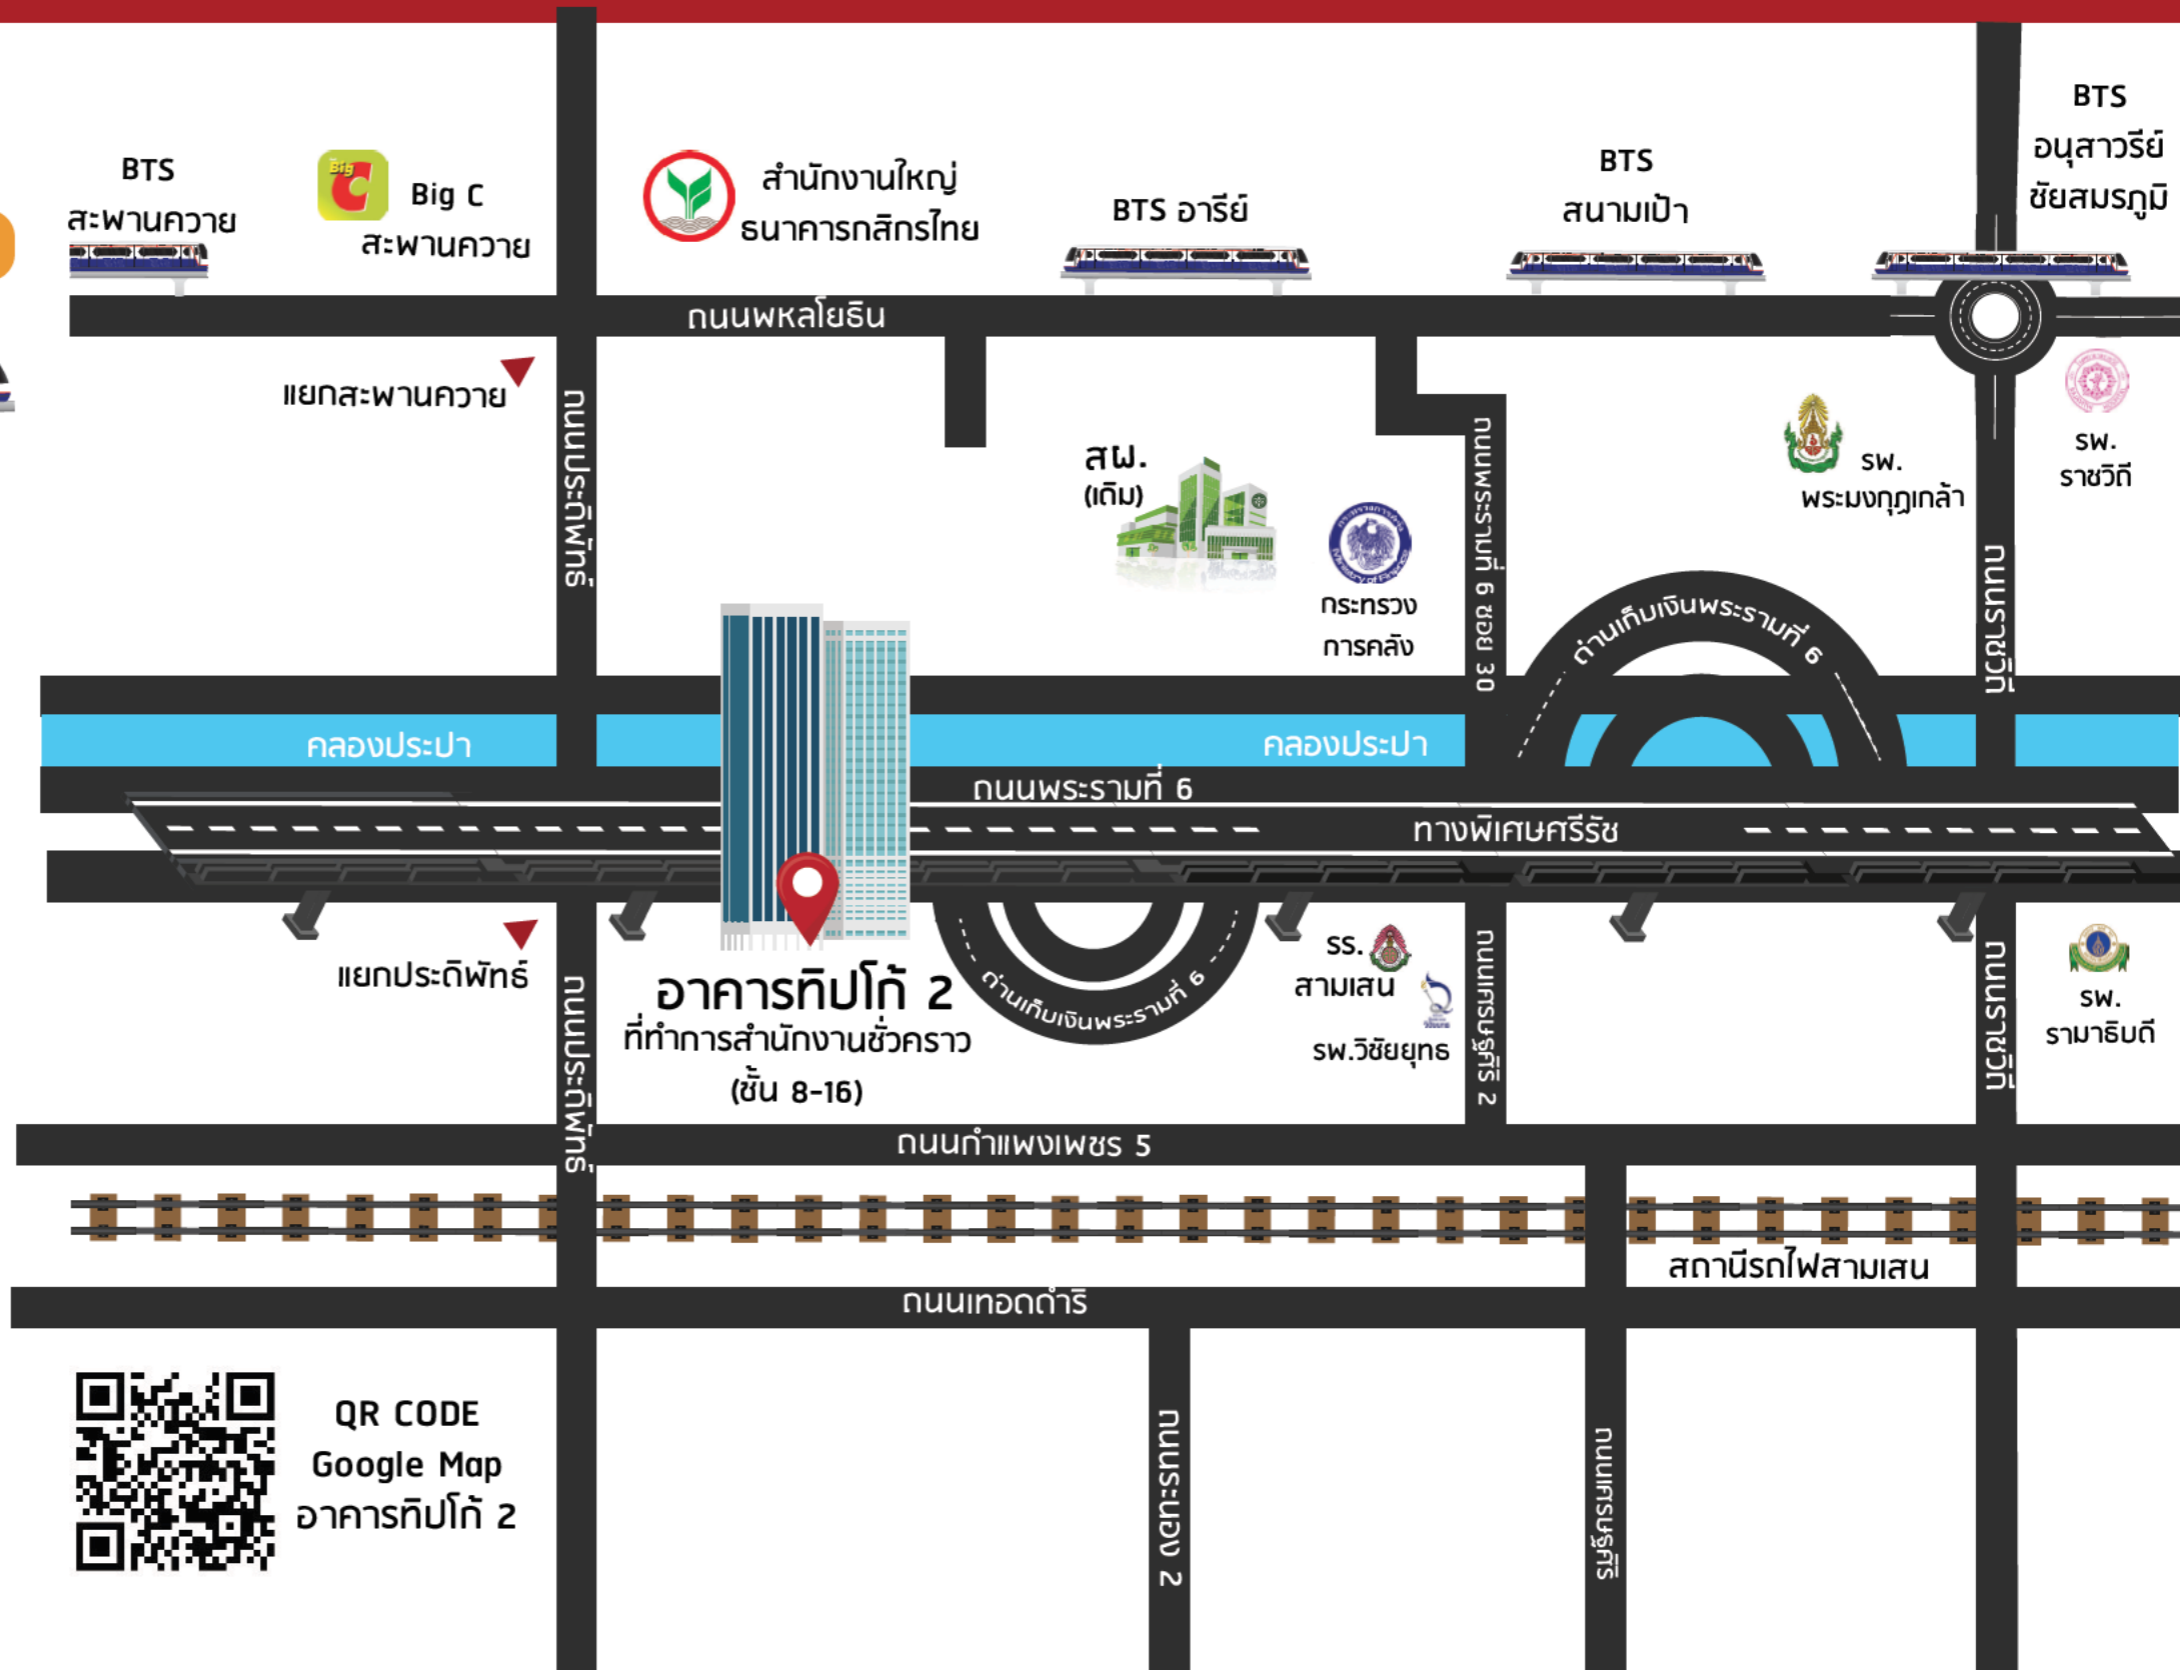 BTS
สะพานควาย
Big C
สะพานควาย
สำนักงานใหญ่
ธนาคารกสิกรไทย
BTS อารีย์
BTS
สนามเป้า
BTS
อนุสาวรีย์
ชัยสมรภูมิ
ถนนพหลโยธิน
แยกสะพานควาย
ถนนประดิพัทธ์
สผ.
(เดิม)
กระทรวง
การคลัง
ถนนพระรามที่ 6 ซอย 30
รพ.
พระมงกุฎเกล้า
รพ.
ราชวิถี
ด่านเก็บเงินพระรามที่ 6
ถนนราชวิถี
คลองประปา
คลองประปา
ถนนพระรามที่ 6
ทางพิเศษศรีรัช
แยกประดิพัทธ์
ถนนประดิพัทธ์
อาคารทิปโก้ 2
ที่ทำการสำนักงานชั่วคราว
(ชั้น 8-16)
ด่านเก็บเงินพระรามที่ 6
รร.
สามเสน
รพ.วิชัยยุทธ
ถนนเศรษฐศิริ 2
ถนนราชวิถี
รพ.
รามาธิบดี
ถนนกำแพงเพชร 5
สถานีรถไฟสามเสน
ถนนเทอดดำริ
QR CODE
Google Map
อาคารทิปโก้ 2
ถนนระนอง 2
ถนนเศรษฐศิริ